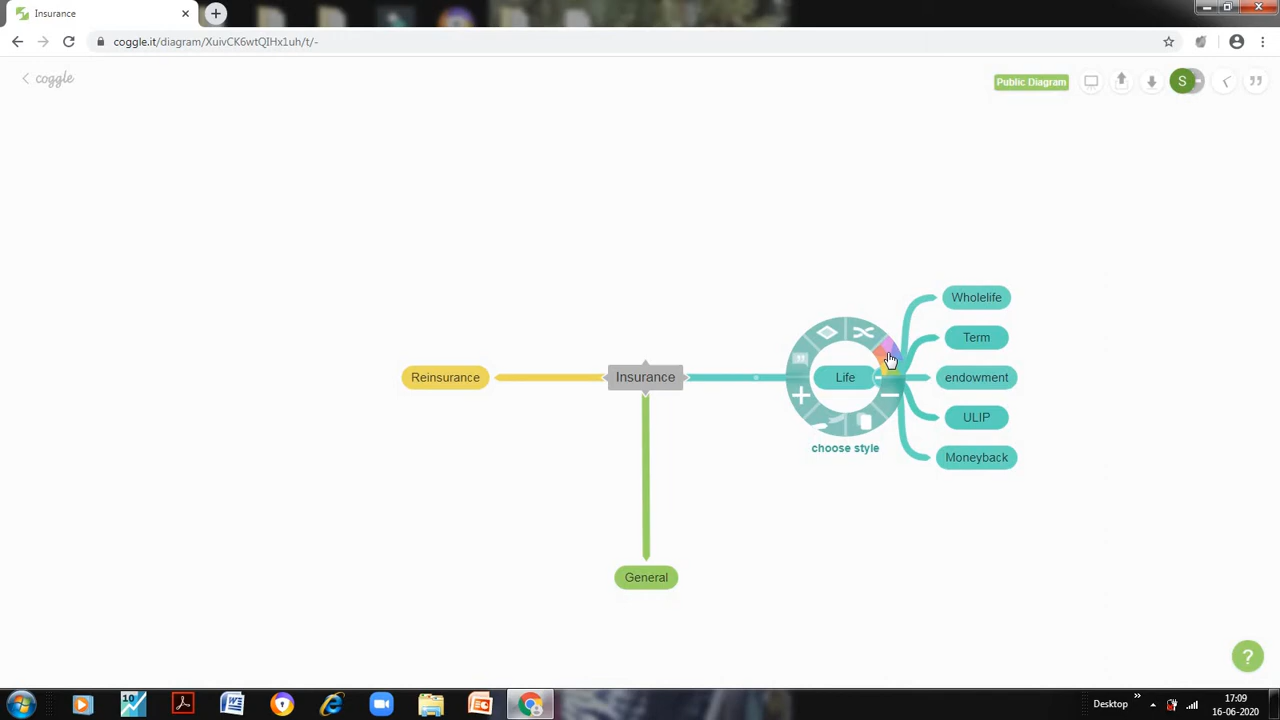 Insurance
coggle.it/diagram/XuivCK6wtQIHx1uh/t/-
coggle
Public Diagram
S
Wholelife
Term
Reinsurance
Insurance
Life
endowment
ULIP
choose style
Moneyback
General
?
10
Desktop
17:09
16-06-2020